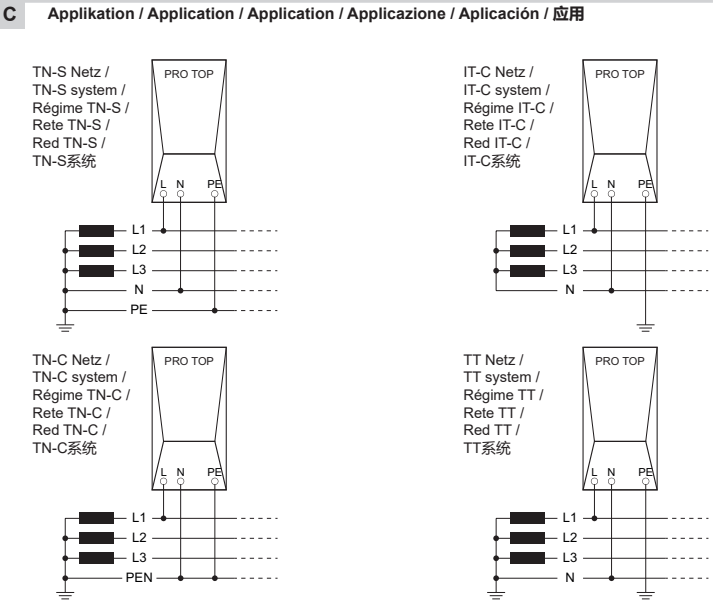 C Applikation / Application / Application / Applicazione / Aplicación / 应用
TN-S Netz /
TN-S system /
Régime TN-S /
Rete TN-S /
Red TN-S /
TN-S系统
PRO TOP
L N PE
L1
L2
L3
N
PE
IT-C Netz /
IT-C system /
Régime IT-C /
Rete IT-C /
Red IT-C /
IT-C系统
PRO TOP
L N PE
L1
L2
L3
N
TN-C Netz /
TN-C system /
Régime TN-C /
Rete TN-C /
Red TN-C /
TN-C系统
PRO TOP
L N PE
L1
L2
L3
PEN
TT Netz /
TT system /
Régime TT /
Rete TT /
Red TT /
TT系统
PRO TOP
L N PE
L1
L2
L3
N